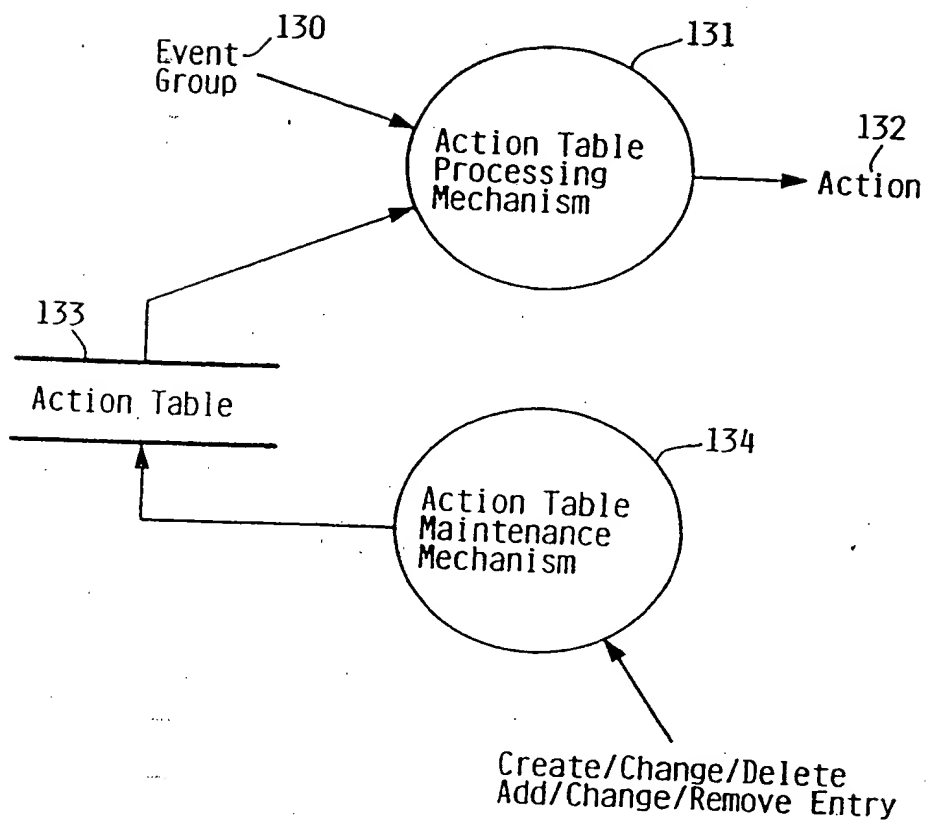 130
Event
Group
131
Action Table
Processing
Mechanism
132
Action
133
Action Table
134
Action Table
Maintenance
Mechanism
Create/Change/Delete
Add/Change/Remove Entry